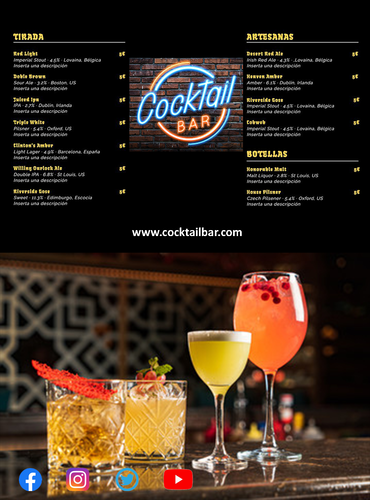 TIRADA
Red Light 5€
Imperial Stout · 4.5% · Lovaina, Bélgica
Inserta una descripción
Doble Brown 5€
Sour Ale · 3.2% · Boston, US
Inserta una descripción
Juiced Ipa 5€
IPA · 2.7% · Dublin, Irlanda
Inserta una descripción
Triple White 5€
Pilsner · 5.4% · Oxford, US
Inserta una descripción
Clinton's Amber 5€
Light Lager · 4.9% · Barcelona, España
Inserta una descripción
Willing Warlock Ale 5€
Double IPA · 6.8% · St Louis, US
Inserta una descripción
Riverside Gose 5€
Sweet · 11.3% · Edimburgo, Escocia
Inserta una descripción
CockTail
BAR
ARTESANAS
Desert Red Ale 5€
Irish Red Ale · 4.3% · Lovaina, Bélgica
Inserta una descripción
Heaven Amber 5€
Amber · 6.1% · Dublin, Irlanda
Inserta una descripción
Riverside Gose 5€
Imperial Stout · 4.5% · Lovaina, Bélgica
Inserta una descripción
Cobweb 5€
Imperial Stout · 4.5% · Lovaina, Bélgica
Inserta una descripción
BOTELLAS
Honorable Malt 5€
Malt Liquor · 2.8% · St Louis, US
Inserta una descripción
House Pilsner 5€
Czech Pilsner · 5.4% · Oxford, US
Inserta una descripción
www.cocktailbar.com